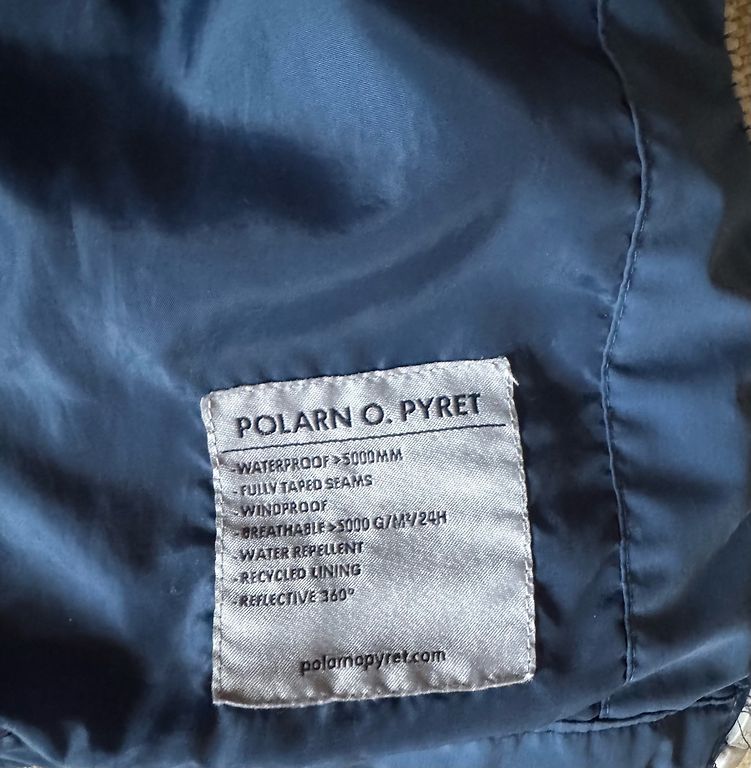 POLARN O. PYRET
-WATERPROOF >5000MM
-FULLY TAPED SEAMS
-WINDPROOF
-BREATHABLE >5000 G/M²/24H
-WATER REPELLENT
-RECYCLED LINING
-REFLECTIVE 360°
polarnopyret.com